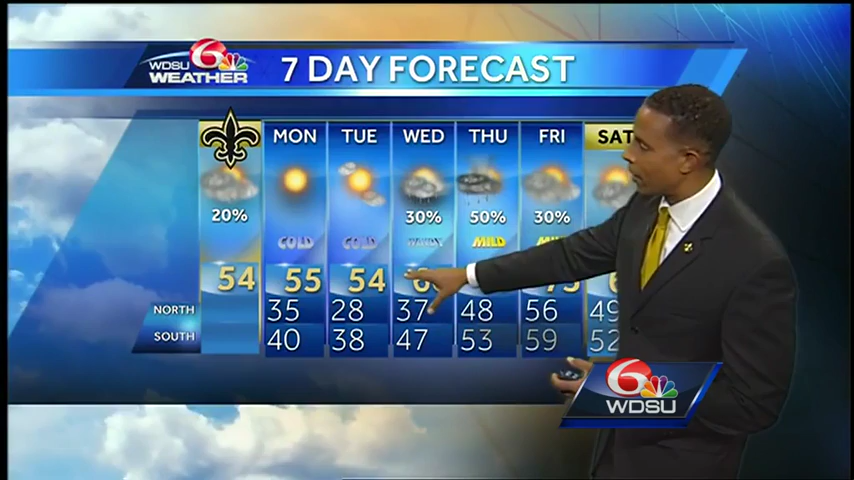 WDSU 6
WEATHER
7 DAY FORECAST
MON TUE WED THU FRI SAT
20% 30% 50% 30%
COLD COLD WINDY MILD
54 55 54
NORTH 35 28 37 48 56 49
SOUTH 40 38 47 53 59 52
6
WDSU